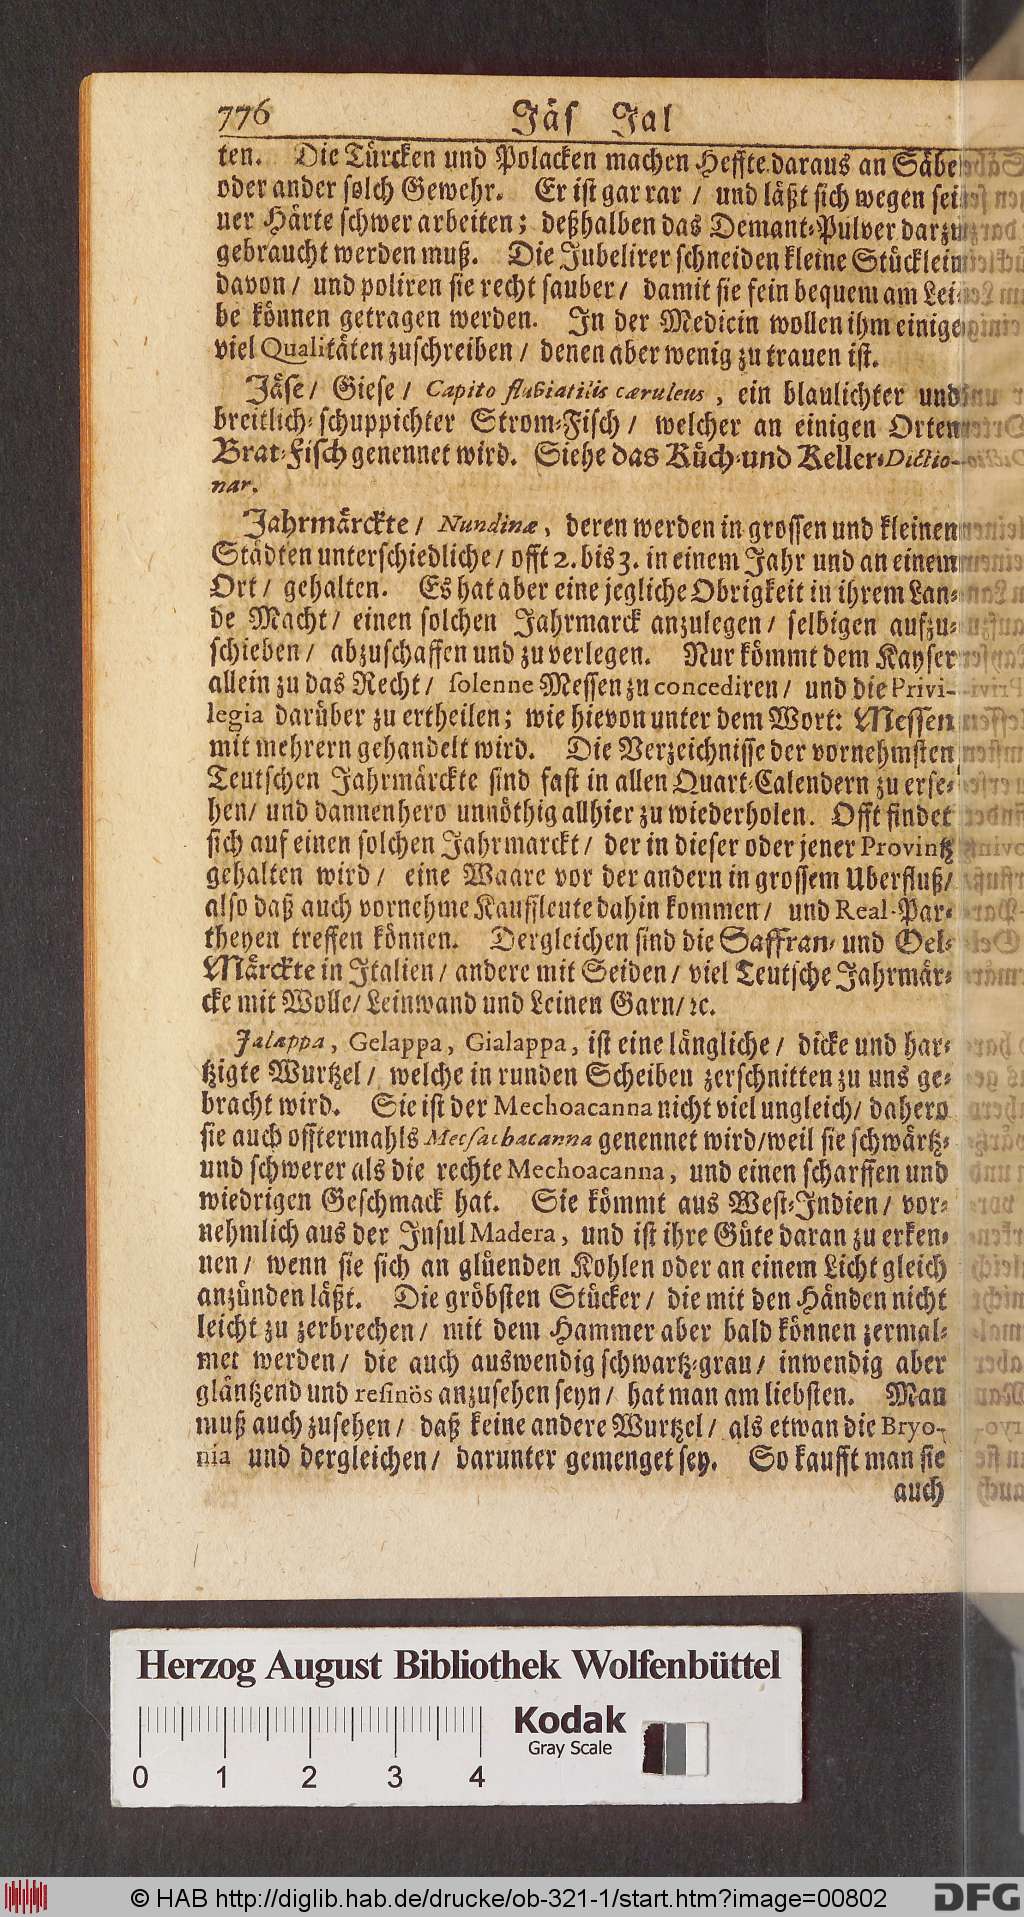 776 Jäs Jal
ten. Die Türcken und Polacken machen Heffte daraus an Säbe
oder ander solch Gewehr. Er ist gar rar / und läßt sich wegen sei
ner Härte schwer arbeiten; deßhalben das Demant-Pulver darzu
gebraucht werden muß. Die Jubelirer schneiden kleine Stücklein
davon / und poliren sie recht sauber / damit sie fein bequem am Lei-
be können getragen werden. In der Medicin wollen ihm einige
viel Qualitäten zuschreiben / denen aber wenig zu trauen ist.
Jäse / Giese / Capito fluviatilis cæruleus, ein blaulichter und
breitlich-schuppichter Strom-Fisch / welcher an einigen Orten
Brat-Fisch genennet wird. Siehe das Küch- und Keller-Dictio-
nar.
Jahrmärckte / Nundinæ, deren werden in grossen und kleinen
Städten unterschiedliche / offt 2. bis 3. in einem Jahr und an einem
Ort / gehalten. Es hat aber eine jegliche Obrigkeit in ihrem Lan-
de Macht / einen solchen Jahrmarck anzulegen / selbigen aufzu-
schieben / abzuschaffen und zu verlegen. Nur kömmt dem Kayser
allein zu das Recht / solenne Messen zu concediren / und die Privi-
legia darüber zu ertheilen; wie hievon unter dem Wort: Messen
mit mehrern gehandelt wird. Die Verzeichnisse der vornehmsten
Teutschen Jahrmärckte sind fast in allen Quart-Calendern zu erse-
hen / und dannenhero unnöthig allhier zu wiederholen. Offt findet
sich auf einen solchen Jahrmarckt / der in dieser oder jener Provintz
gehalten wird / eine Waare vor der andern in grossem Uberfluß /
also daß auch vornehme Kauffleute dahin kommen / und Real-Par-
theyen treffen können. Dergleichen sind die Saffran- und Oel-
Märckte in Italien / andere mit Seiden / viel Teutsche Jahrmär-
cke mit Wolle / Leinwand und Leinen Garn / ꝛc.
Jalappa, Gelappa, Gialappa, ist eine längliche / dicke und har-
tzigte Wurtzel / welche in runden Scheiben zerschnitten zu uns ge-
bracht wird. Sie ist der Mechoacanna nicht viel ungleich / dahero
sie auch offtermahls Mecsachacanna genennet wird / weil sie schwärtz-
und schwerer als die rechte Mechoacanna, und einen scharffen und
wiedrigen Geschmack hat. Sie kömmt aus West-Indien / vor-
nehmlich aus der Insul Madera, und ist ihre Güte daran zu erken-
nen / wenn sie sich an glüenden Kohlen oder an einem Licht gleich
anzünden läßt. Die gröbsten Stücker / die mit den Händen nicht
leicht zu zerbrechen / mit dem Hammer aber bald können zermal-
met werden / die auch auswendig schwartz-grau / inwendig aber
gläntzend und resinös anzusehen seyn / hat man am liebsten. Man
muß auch zusehen / daß keine andere Wurtzel / als etwan die Bryo-
nia und dergleichen / darunter gemenget sey. So kaufft man sie
auch
Herzog August Bibliothek Wolfenbüttel
Kodak
Gray Scale
0 1 2 3 4
© HAB http://diglib.hab.de/drucke/ob-321-1/start.htm?image=00802
DFG